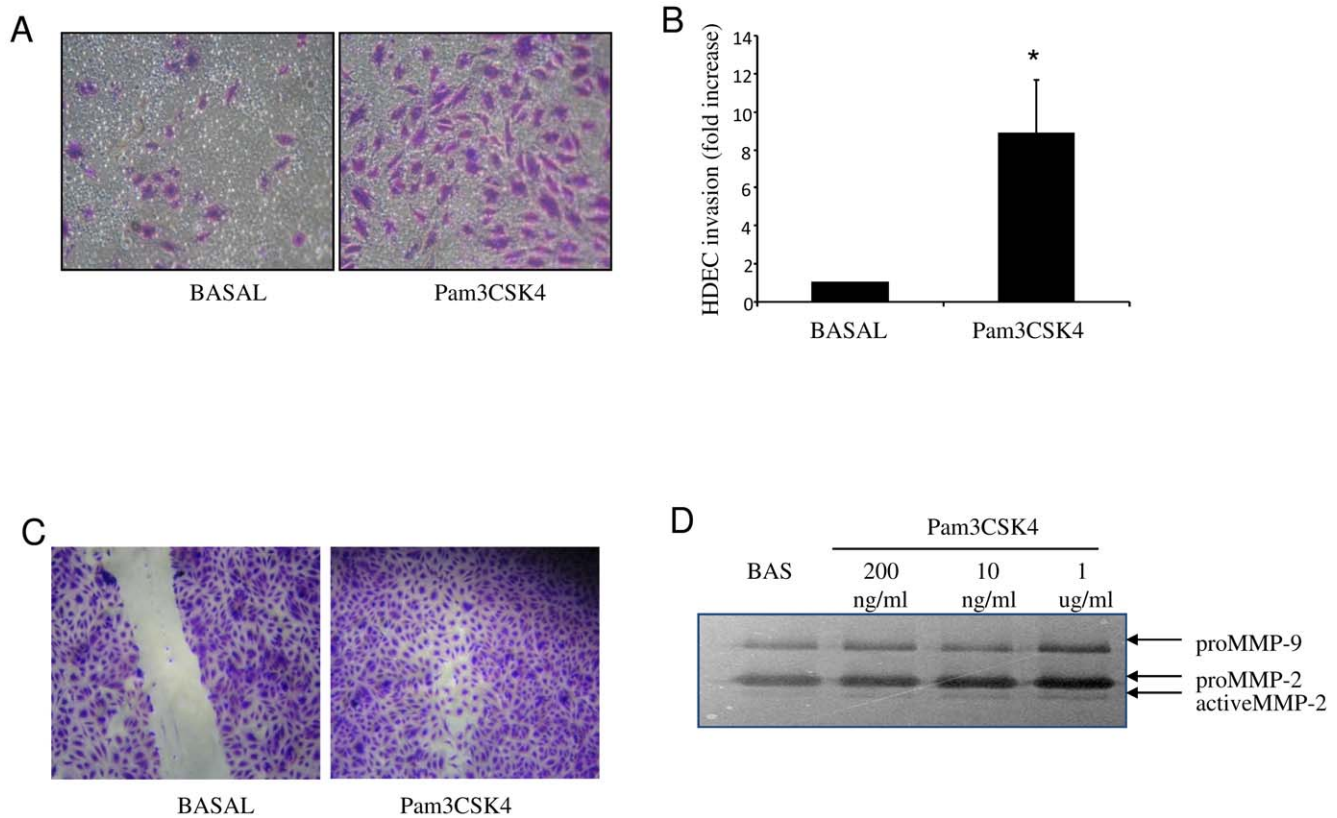 A
BASAL
Pam3CSK4
B
HDEC invasion (fold increase)
14
12
10
8
6
4
2
0
*
BASAL
Pam3CSK4
C
BASAL
Pam3CSK4
D
Pam3CSK4
BAS
200
ng/ml
10
ng/ml
1
ug/ml
proMMP-9
proMMP-2
activeMMP-2